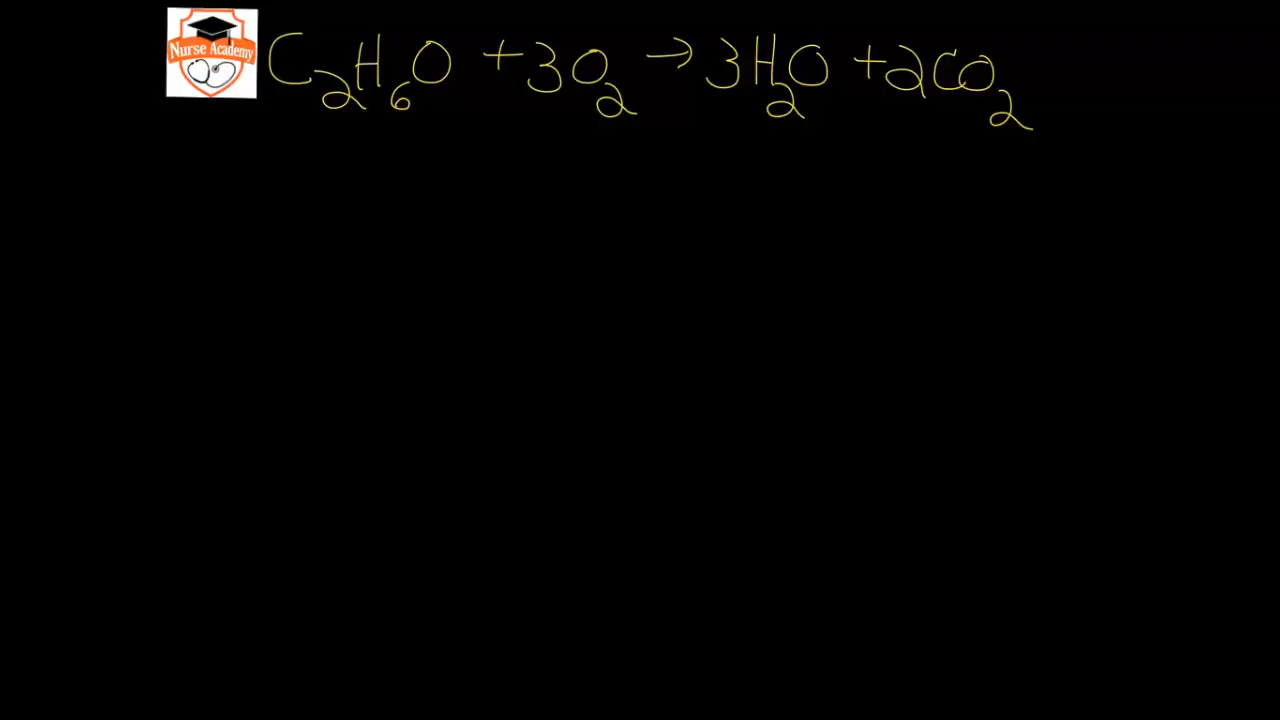 Nurse Academy
C₂H₆O + 3O₂ → 3H₂O + 2CO₂